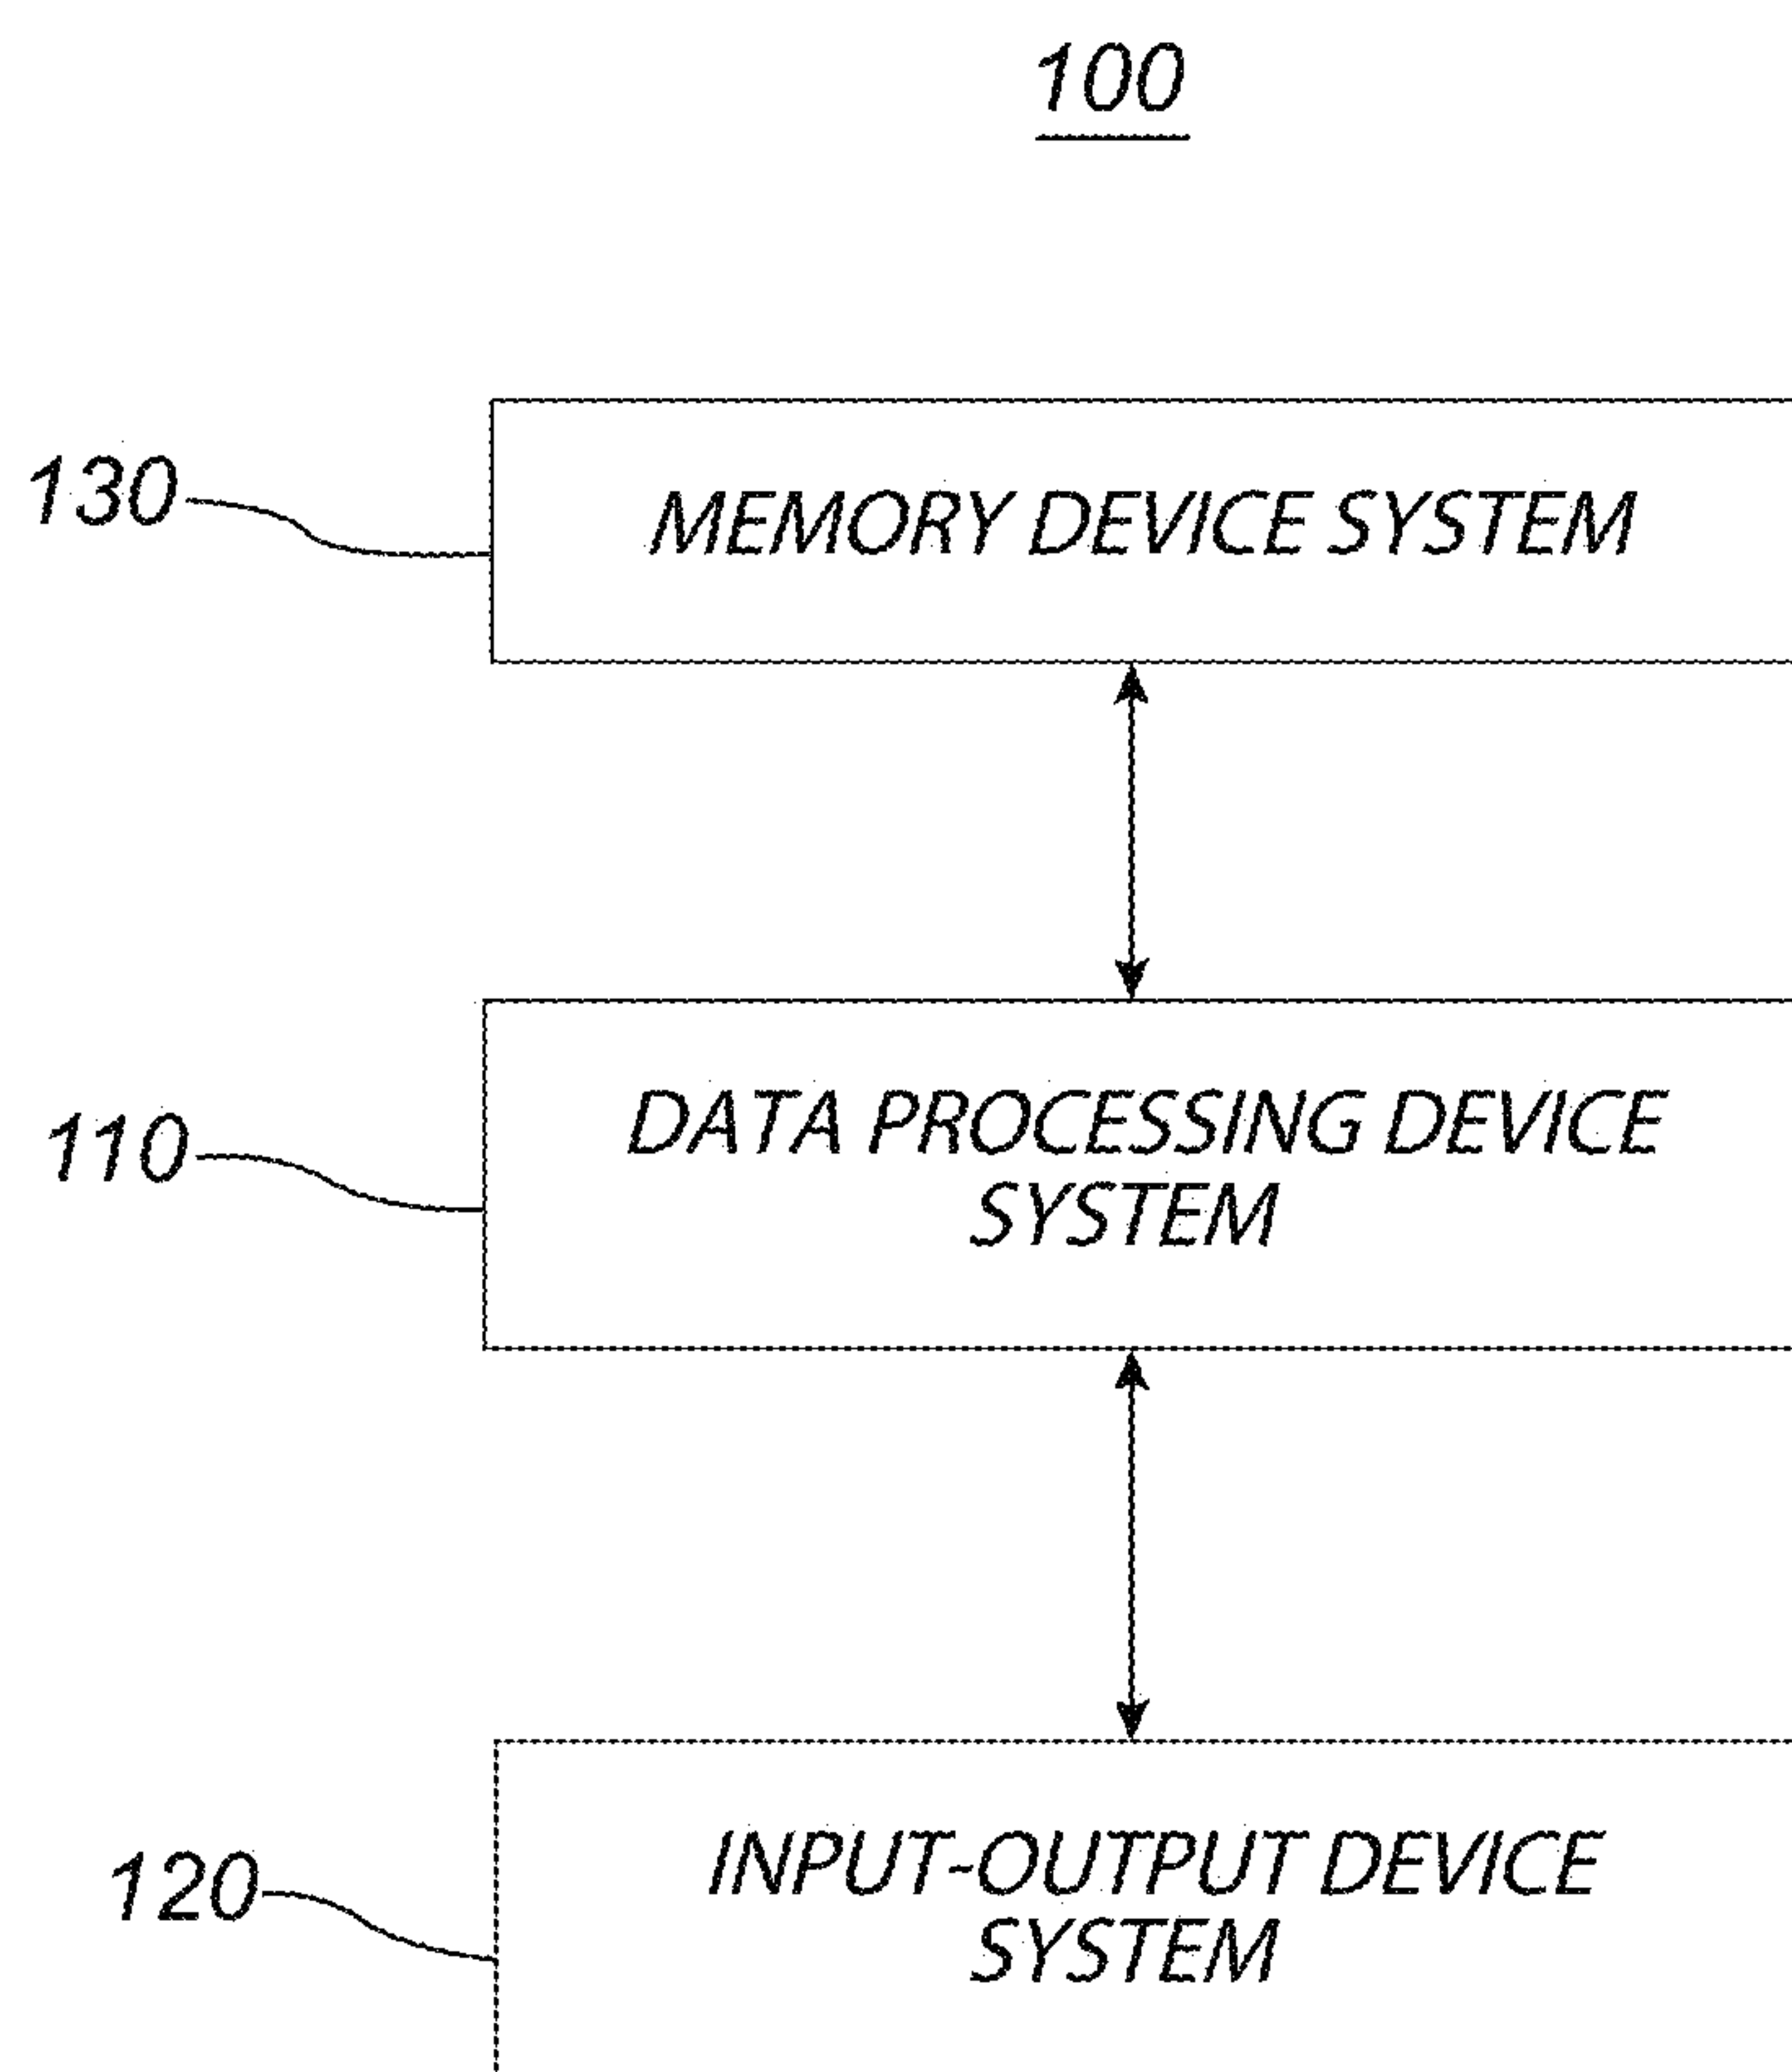 100
130
MEMORY DEVICE SYSTEM
110
DATA PROCESSING DEVICE
SYSTEM
120
INPUT-OUTPUT DEVICE
SYSTEM